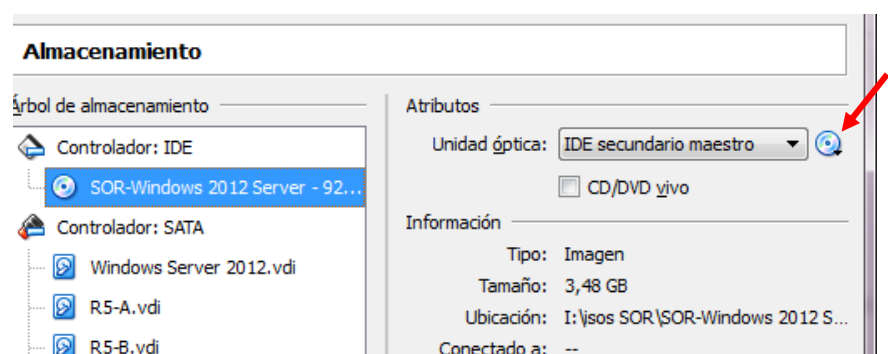 Almacenamiento
Árbol de almacenamiento
Controlador: IDE
SOR-Windows 2012 Server - 92...
Controlador: SATA
Windows Server 2012.vdi
R5-A.vdi
R5-B.vdi
Atributos
Unidad óptica: IDE secundario maestro
CD/DVD vivo
Información
Tipo: Imagen
Tamaño: 3,48 GB
Ubicación: I:\isos SOR\SOR-Windows 2012 S...
Conectado a: --